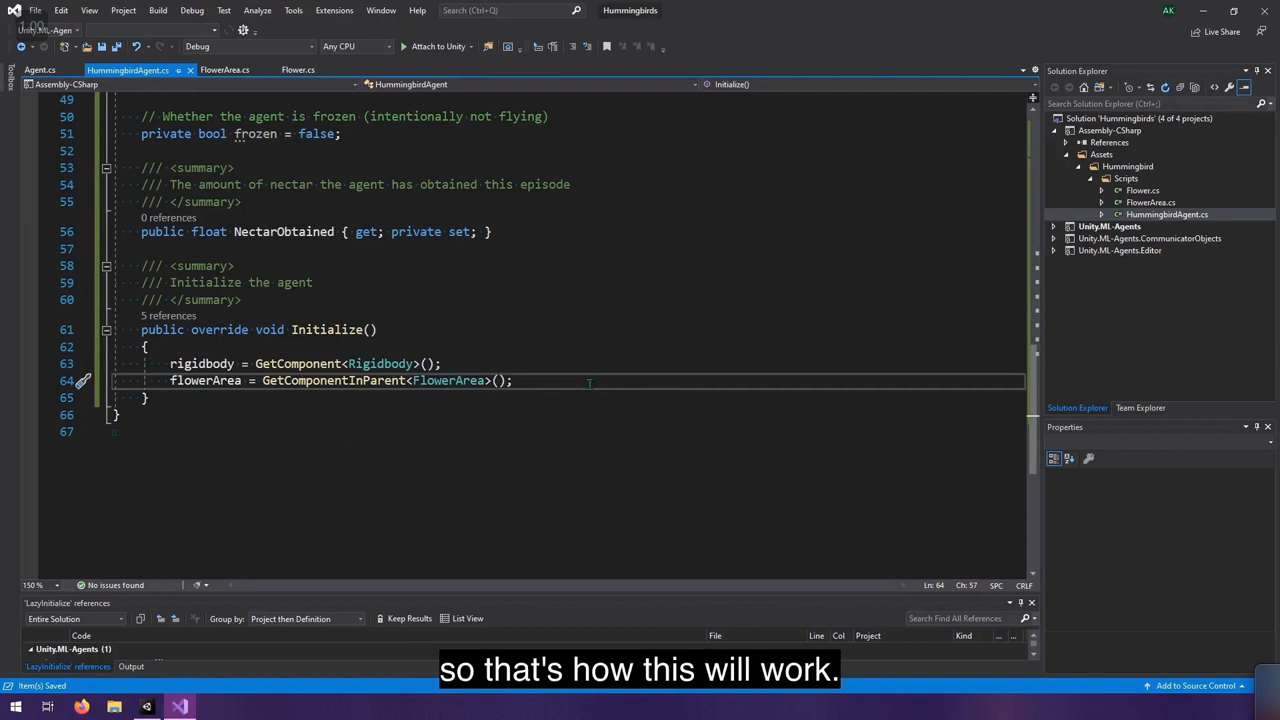 File Edit View Project Build Debug Test Analyze Tools Extensions Window Help Search (Ctrl+Q) Hummingbirds AK
1.00
Unity.ML-Agen
Live Share
Debug Any CPU Attach to Unity
Agent.cs HummingbirdAgent.cs FlowerArea.cs Flower.cs
Assembly-CSharp HummingbirdAgent Initialize()
Toolbox
49
50 // Whether the agent is frozen (intentionally not flying)
51 private bool frozen = false;
52
53 /// <summary>
54 /// The amount of nectar the agent has obtained this episode
55 /// </summary>
0 references
56 public float NectarObtained { get; private set; }
57
58 /// <summary>
59 /// Initialize the agent
60 /// </summary>
5 references
61 public override void Initialize()
62 {
63 rigidbody = GetComponent<Rigidbody>();
64 flowerArea = GetComponentInParent<FlowerArea>();
65 }
66 }
67
150 % No issues found Ln: 64 Ch: 57 SPC CRLF
'LazyInitialize' references
Entire Solution Group by: Project then Definition Keep Results List View Search Find All References
Code File Line Col Project Kind ... ...
Unity.ML-Agents (1)
'LazyInitialize' references Output
Solution Explorer
Search Solution Explorer (Ctrl+;)
Solution 'Hummingbirds' (4 of 4 projects)
Assembly-CSharp
References
Assets
Hummingbird
Scripts
Flower.cs
FlowerArea.cs
HummingbirdAgent.cs
Unity.ML-Agents
Unity.ML-Agents.CommunicatorObjects
Unity.ML-Agents.Editor
Solution Explorer Team Explorer
Properties
so that's how this will work.
Item(s) Saved Add to Source Control